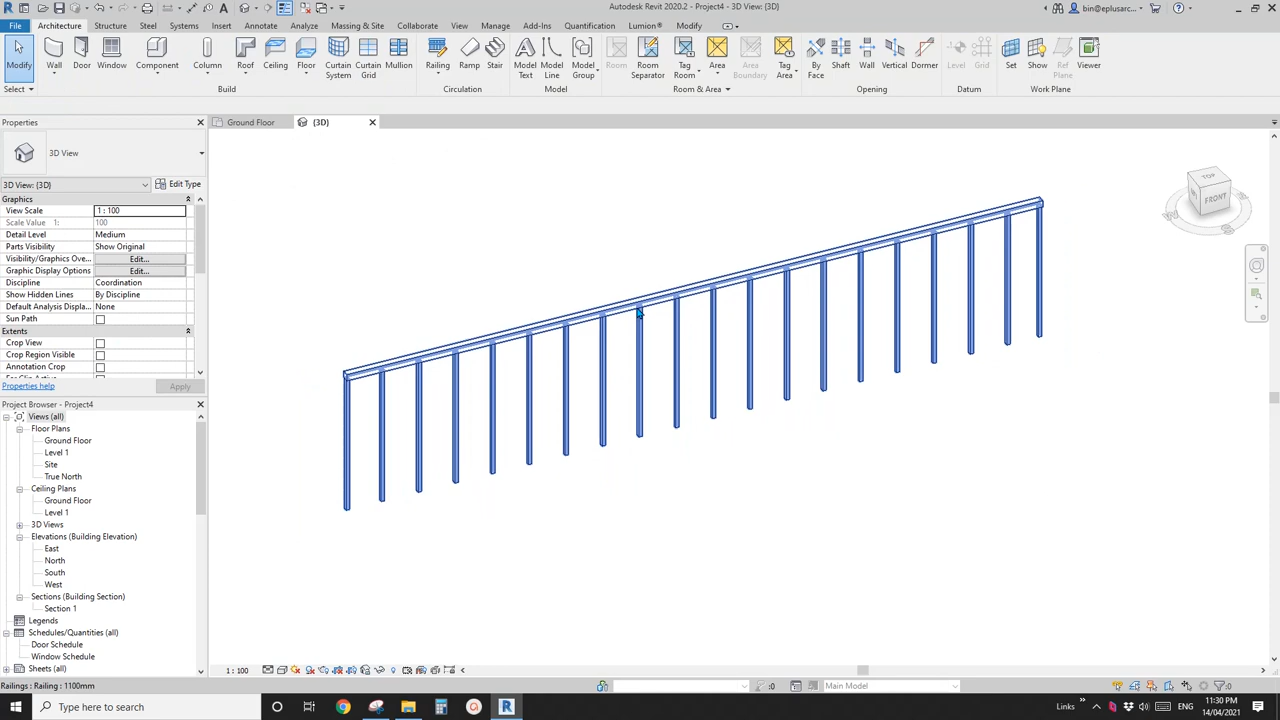 Autodesk Revit 2020.2 - Project4 - 3D View: {3D}
bin@eplusarc...
File
Architecture
Structure
Steel
Systems
Insert
Annotate
Analyze
Massing & Site
Collaborate
View
Manage
Add-Ins
Quantification
Lumion®
Modify
Modify
Wall
Door
Window
Component
Column
Roof
Ceiling
Floor
Curtain System
Curtain Grid
Mullion
Railing
Ramp
Stair
Model Text
Model Line
Model Group
Room
Room Separator
Tag Room
Area
Area Boundary
Tag Area
By Face
Shaft
Wall
Vertical
Dormer
Level
Grid
Set
Show
Ref Plane
Viewer
Select
Build
Circulation
Model
Room & Area
Opening
Datum
Work Plane
Properties
Ground Floor
{3D}
3D View
3D View: {3D}
Edit Type
Graphics
View Scale
1 : 100
Scale Value 1:
100
Detail Level
Medium
Parts Visibility
Show Original
Visibility/Graphics Ove...
Edit...
Graphic Display Options
Edit...
Discipline
Coordination
Show Hidden Lines
By Discipline
Default Analysis Displa...
None
Sun Path
Extents
Crop View
Crop Region Visible
Annotation Crop
Properties help
Apply
Project Browser - Project4
Views (all)
Floor Plans
Ground Floor
Level 1
Site
True North
Ceiling Plans
Ground Floor
Level 1
3D Views
Elevations (Building Elevation)
East
North
South
West
Sections (Building Section)
Section 1
Legends
Schedules/Quantities (all)
Door Schedule
Window Schedule
Sheets (all)
TOP
FRONT
1 : 100
Railings : Railing : 1100mm
:0
Main Model
:0
Type here to search
Links
ENG
11:30 PM
14/04/2021